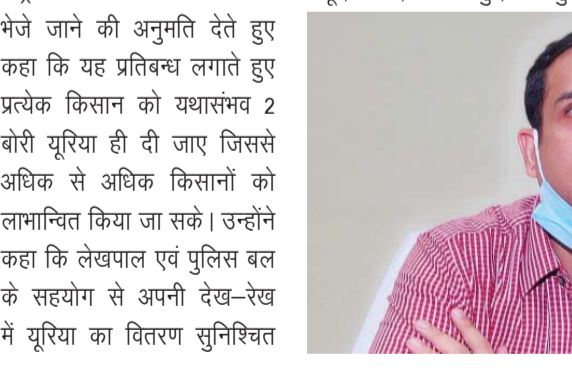 भेजे जाने की अनुमति देते हुए
कहा कि यह प्रतिबन्ध लगाते हुए
प्रत्येक किसान को यथासंभव 2
बोरी यूरिया ही दी जाए जिससे
अधिक से अधिक किसानों को
लाभान्वित किया जा सके। उन्होंने
कहा कि लेखपाल एवं पुलिस बल
के सहयोग से अपनी देख–रेख
में यूरिया का वितरण सुनिश्चित